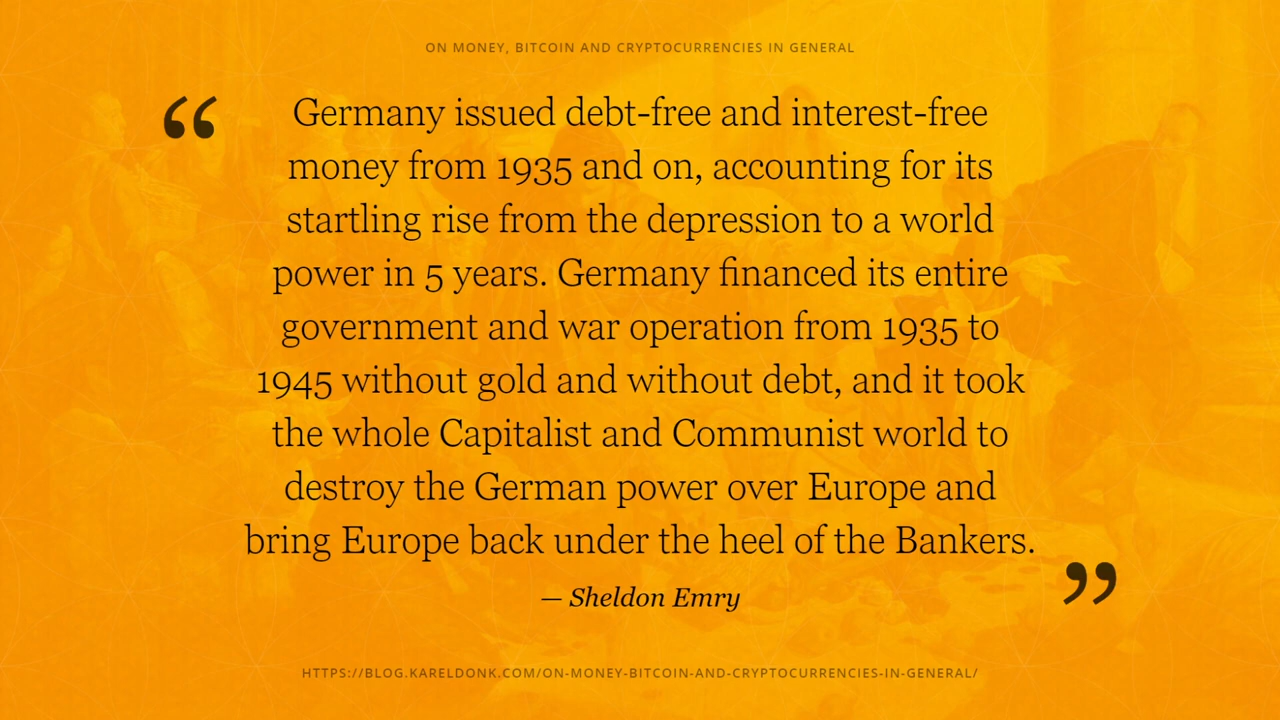 ON MONEY, BITCOIN AND CRYPTOCURRENCIES IN GENERAL
“ Germany issued debt-free and interest-free
money from 1935 and on, accounting for its
startling rise from the depression to a world
power in 5 years. Germany financed its entire
government and war operation from 1935 to
1945 without gold and without debt, and it took
the whole Capitalist and Communist world to
destroy the German power over Europe and
bring Europe back under the heel of the Bankers. ”
— Sheldon Emry
HTTPS://BLOG.KARELDONK.COM/ON-MONEY-BITCOIN-AND-CRYPTOCURRENCIES-IN-GENERAL/